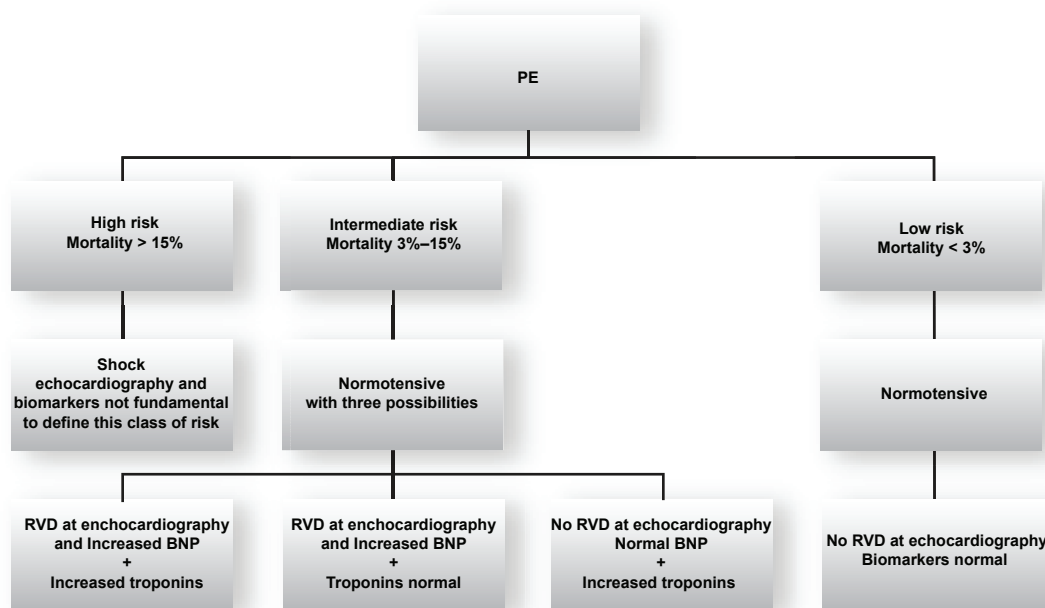 PE
High risk
Mortality > 15%
Intermediate risk
Mortality 3%–15%
Low risk
Mortality < 3%
Shock
echocardiography and
biomarkers not fundamental
to define this class of risk
Normotensive
with three possibilities
Normotensive
RVD at enchocardiography
and Increased BNP
+
Increased troponins
RVD at enchocardiography
and Increased BNP
+
Troponins normal
No RVD at echocardiography
Normal BNP
+
Increased troponins
No RVD at echocardiography
Biomarkers normal